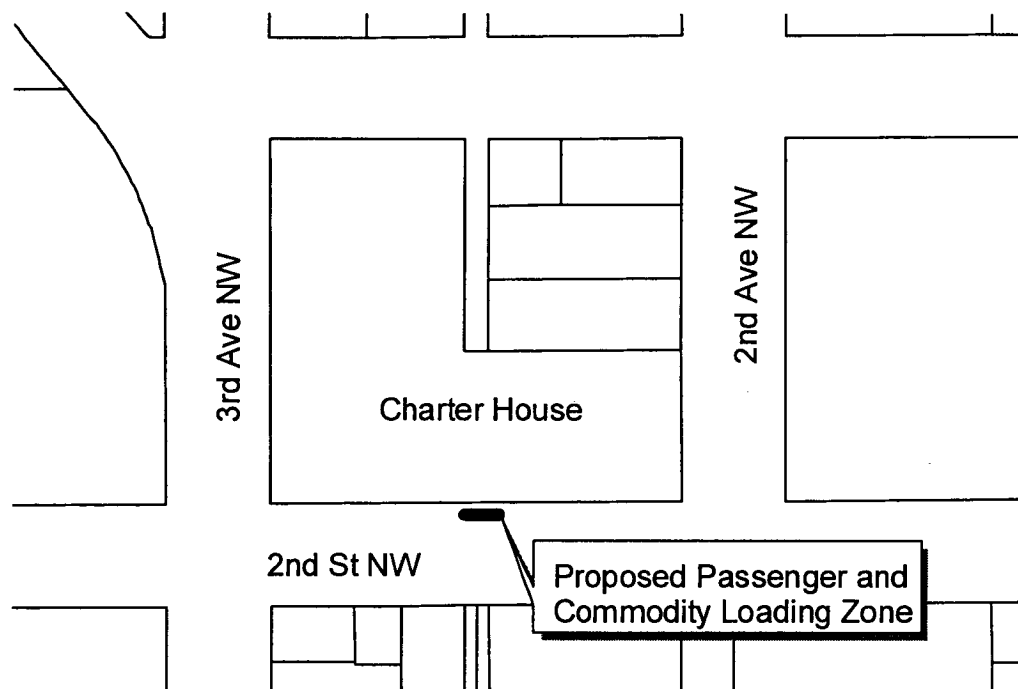 3rd Ave NW
2nd Ave NW
Charter House
2nd St NW
Proposed Passenger and
Commodity Loading Zone